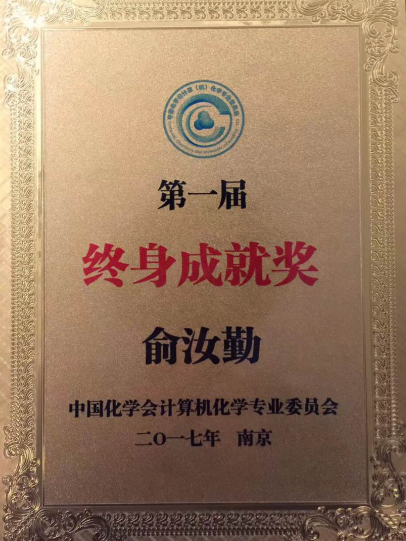 第一届
终身成就奖
俞汝勤
中国化学会计算机化学专业委员会
二〇一七年 南京